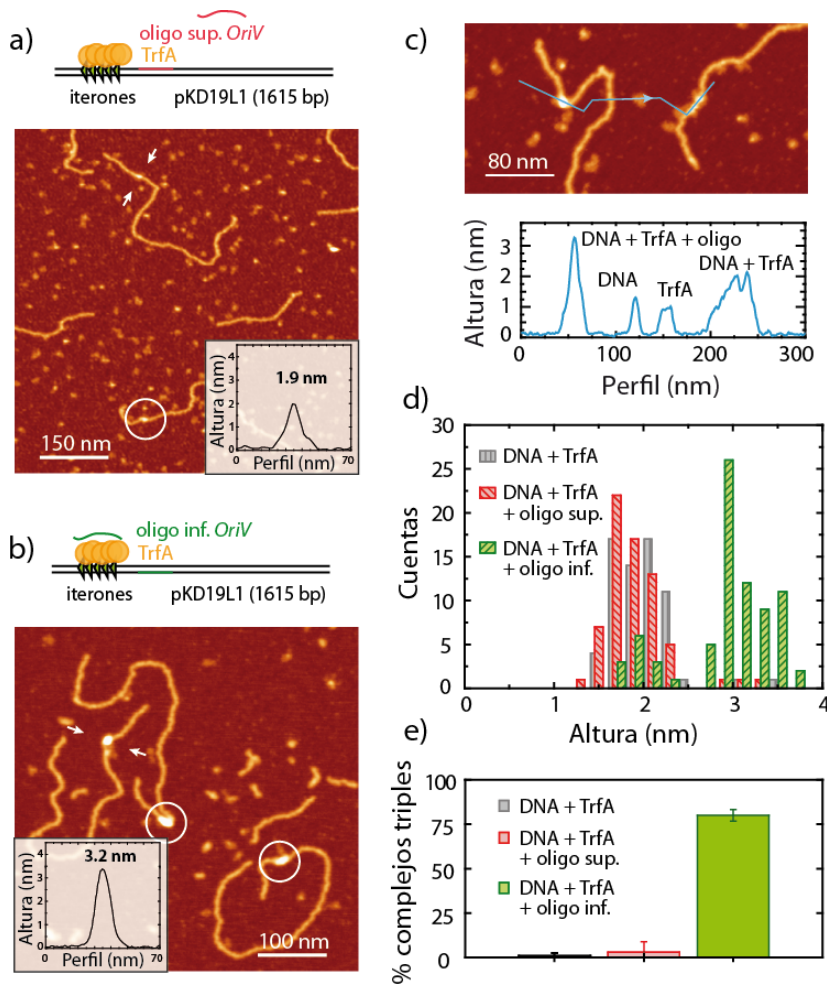 a)
oligo sup. OriV
TrfA
iterones
pKD19L1 (1615 bp)
150 nm
Altura (nm)
4
3
2
1
0
1.9 nm
0
Perfil (nm)
70
b)
oligo inf. OriV
TrfA
iterones
pKD19L1 (1615 bp)
Altura (nm)
4
3
2
1
0
3.2 nm
0
Perfil (nm)
70
100 nm
c)
80 nm
Altura (nm)
3
2
1
0
DNA + TrfA + oligo
DNA
TrfA
DNA + TrfA
0
100
200
300
Perfil (nm)
d)
Cuentas
30
25
20
15
10
5
0
DNA + TrfA
DNA + TrfA
+ oligo sup.
DNA + TrfA
+ oligo inf.
0
1
2
3
4
Altura (nm)
e)
% complejos triples
100
75
50
25
0
DNA + TrfA
DNA + TrfA
+ oligo sup.
DNA + TrfA
+ oligo inf.